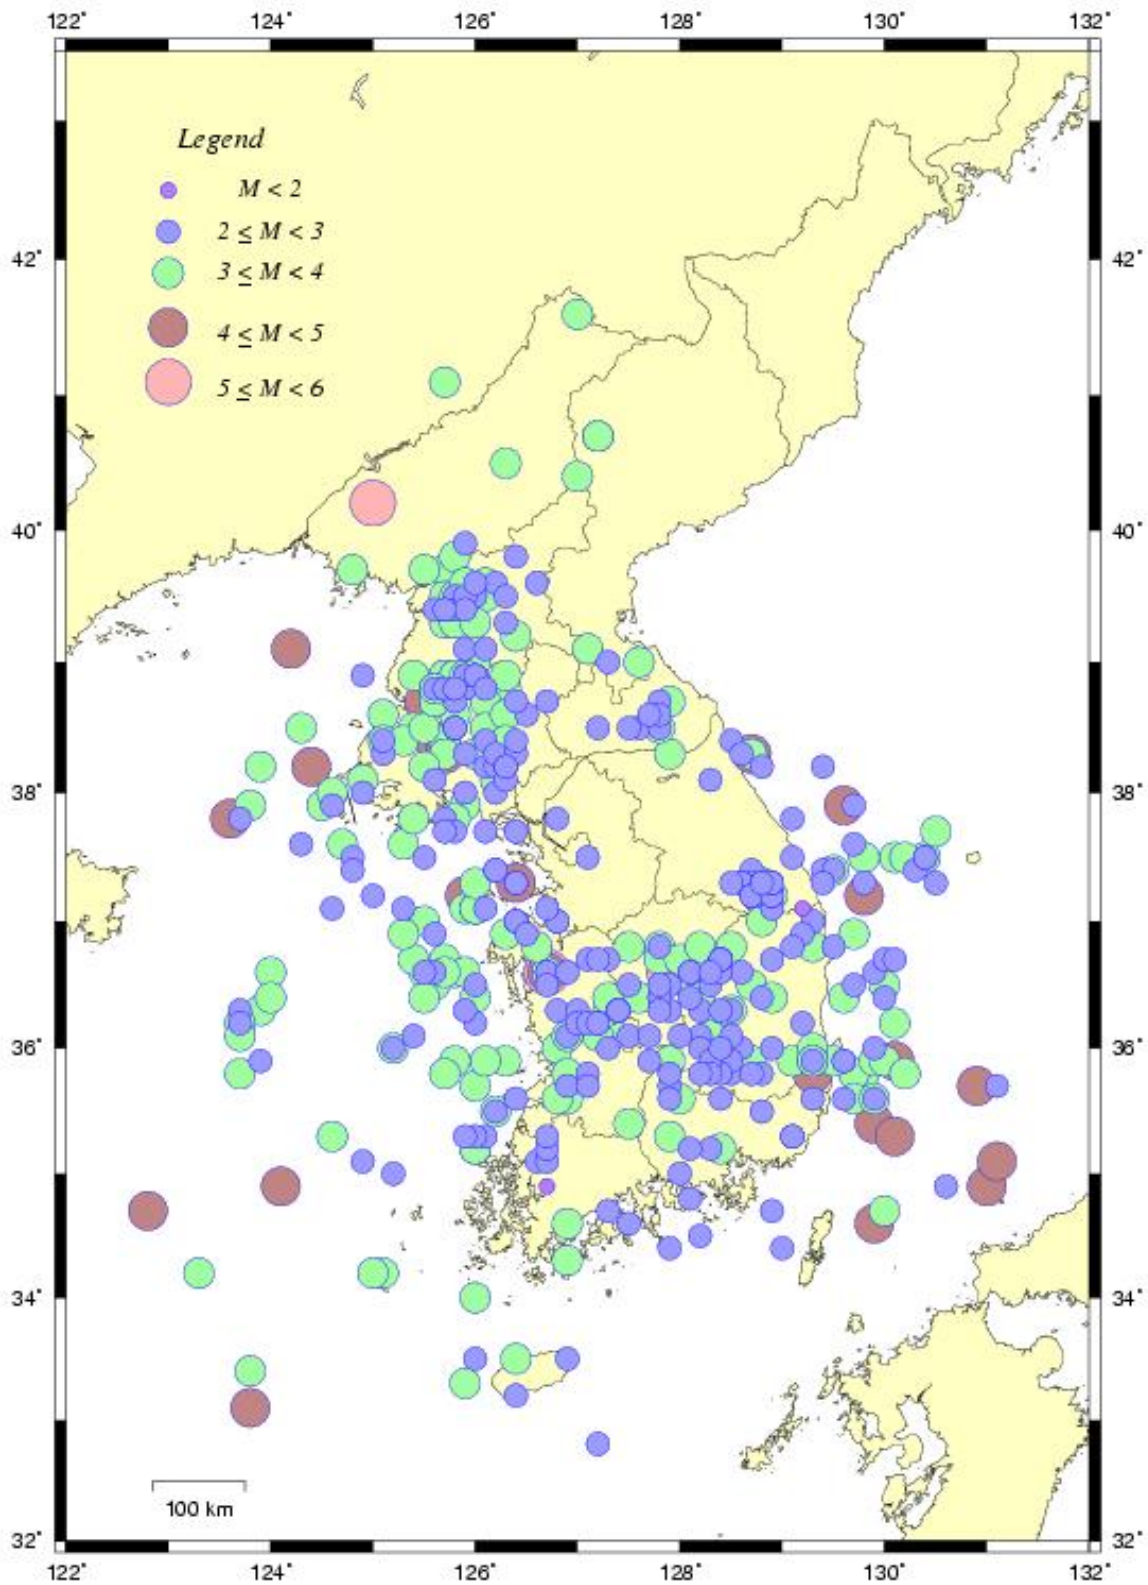 122° 124° 126° 128° 130° 132°
Legend
M < 2
2 ≤ M < 3
3 ≤ M < 4
4 ≤ M < 5
5 ≤ M < 6
42° 42°
40° 40°
38° 38°
36° 36°
34° 34°
100 km
32° 32°
122° 124° 126° 128° 130° 132°